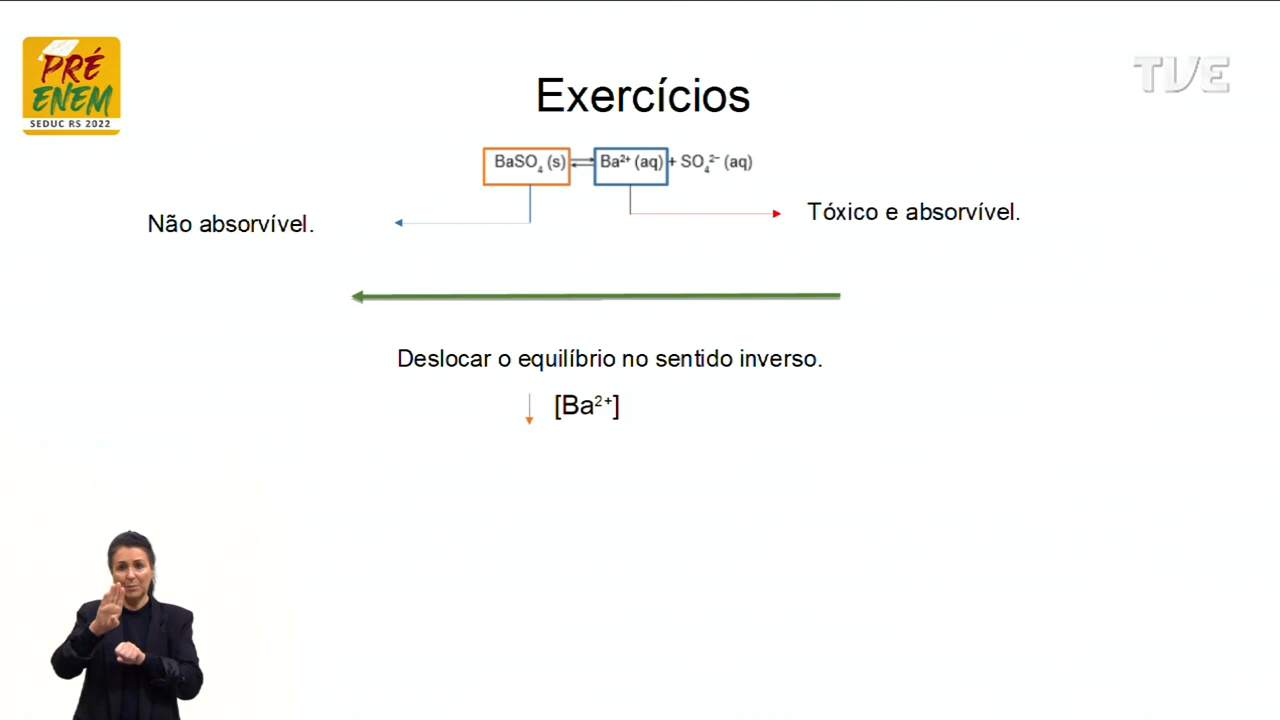 PRÉ
ENEM
SEDUC RS 2022
TVE
Exercícios
BaSO₄ (s) ⇌ Ba²⁺ (aq) + SO₄²⁻ (aq)
Não absorvível.
Tóxico e absorvível.
Deslocar o equilíbrio no sentido inverso.
↓ [Ba²⁺]